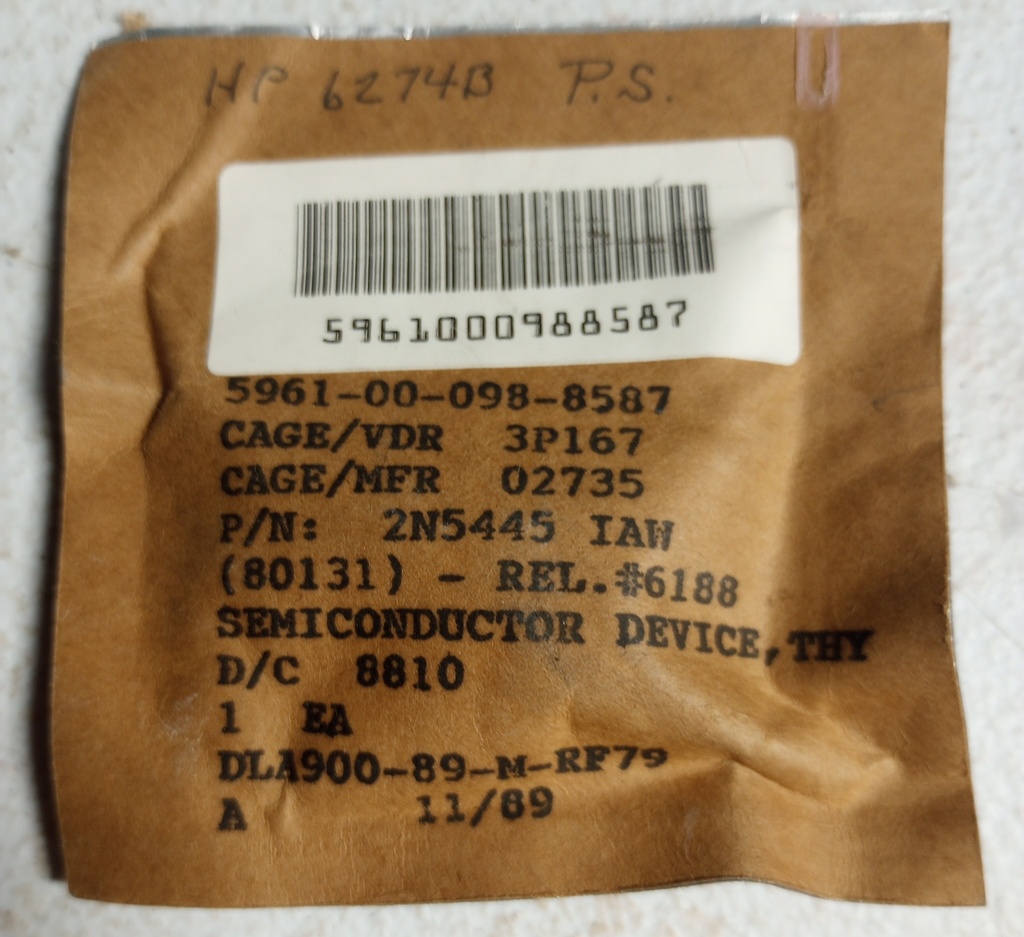 HP 6274B P.S.
5961000988587
5961-00-098-8587
CAGE/VDR 3P167
CAGE/MFR 02735
P/N: 2N5445 IAW
(80131) - REL.#6188
SEMICONDUCTOR DEVICE,THY
D/C 8810
1 EA
DLA900-89-M-RF79
A 11/89